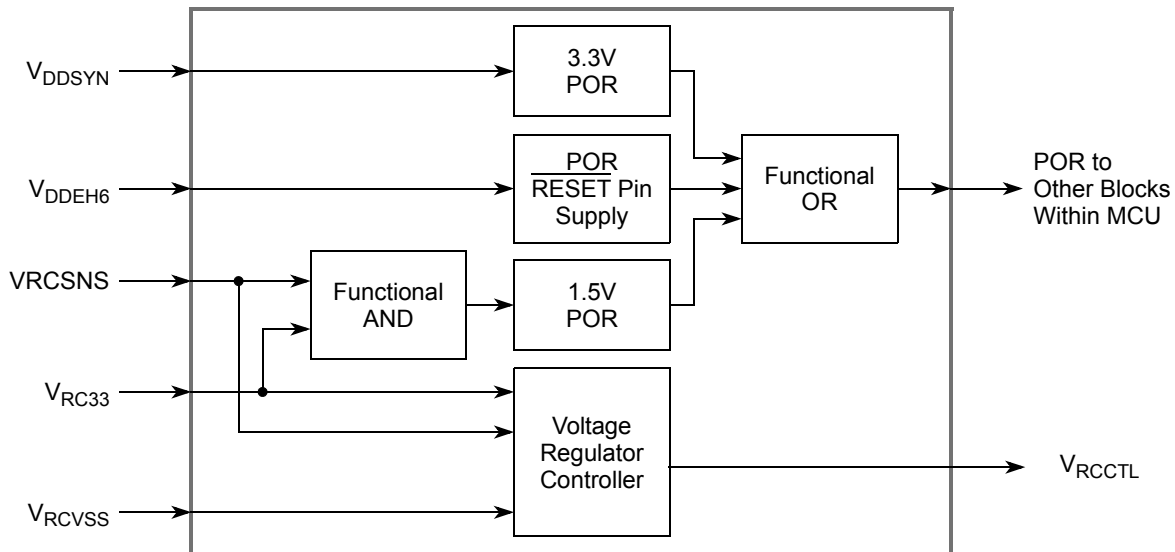 V_DDSYN
3.3V
POR
V_DDEH6
POR
RESET Pin
Supply
Functional
OR
POR to
Other Blocks
Within MCU
VRCSNS
Functional
AND
1.5V
POR
V_RC33
Voltage
Regulator
Controller
V_RCCTL
V_RCVSS